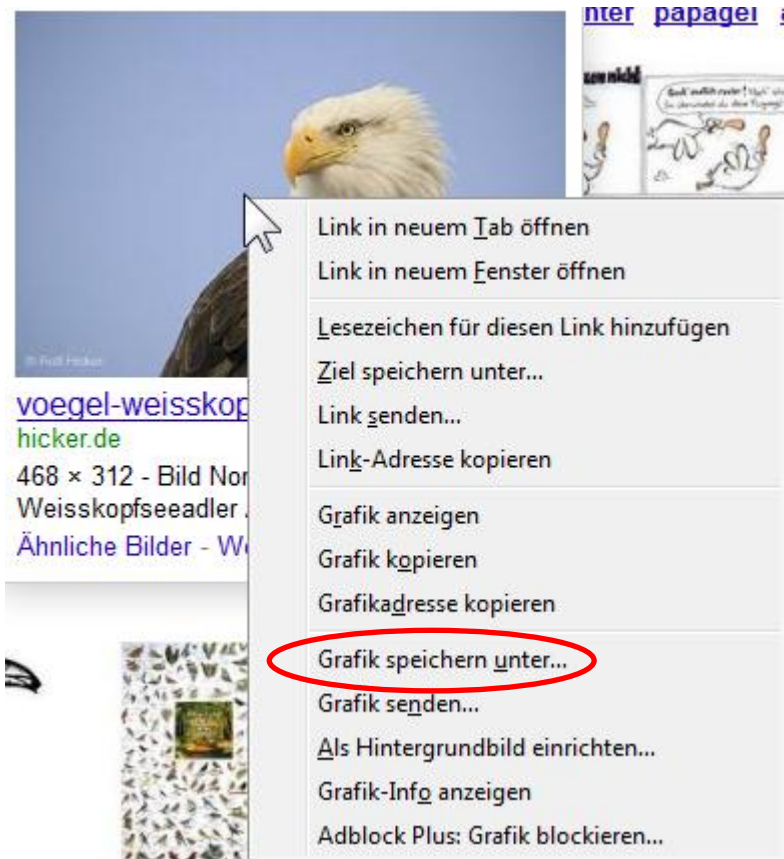 papagei
© Rolf Hicker
voegel-weisskop
hicker.de
468 × 312 - Bild Nor
Weisskopfseeadler
Ähnliche Bilder - We
Link in neuem Tab öffnen
Link in neuem Fenster öffnen
Lesezeichen für diesen Link hinzufügen
Ziel speichern unter...
Link senden...
Link-Adresse kopieren
Grafik anzeigen
Grafik kopieren
Grafikadresse kopieren
Grafik speichern unter...
Grafik senden...
Als Hintergrundbild einrichten...
Grafik-Info anzeigen
Adblock Plus: Grafik blockieren...